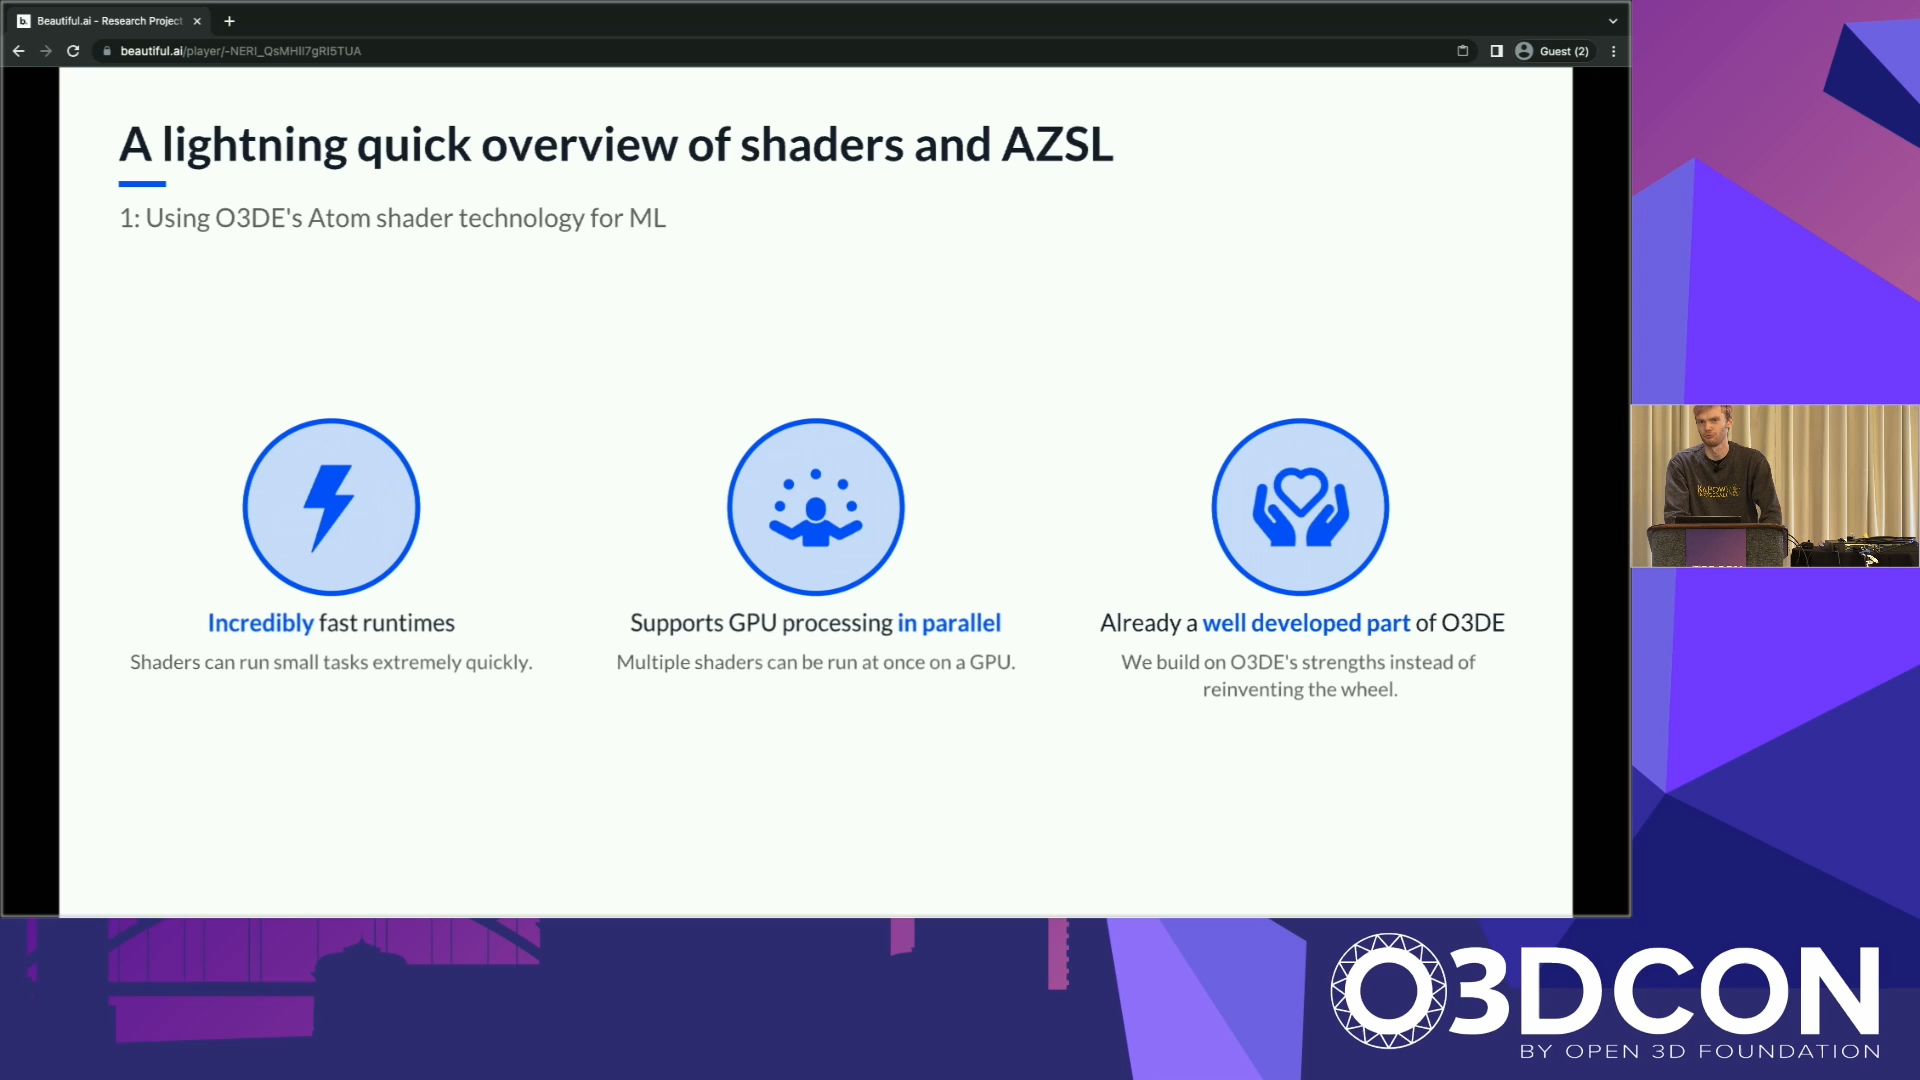 Beautiful.ai - Research Project
beautiful.ai/player/-NERI_QsMHlI7gRI5TUA
Guest (2)
A lightning quick overview of shaders and AZSL
1: Using O3DE's Atom shader technology for ML
Incredibly fast runtimes
Shaders can run small tasks extremely quickly.
Supports GPU processing in parallel
Multiple shaders can be run at once on a GPU.
Already a well developed part of O3DE
We build on O3DE's strengths instead of
reinventing the wheel.
O3DCON
BY OPEN 3D FOUNDATION